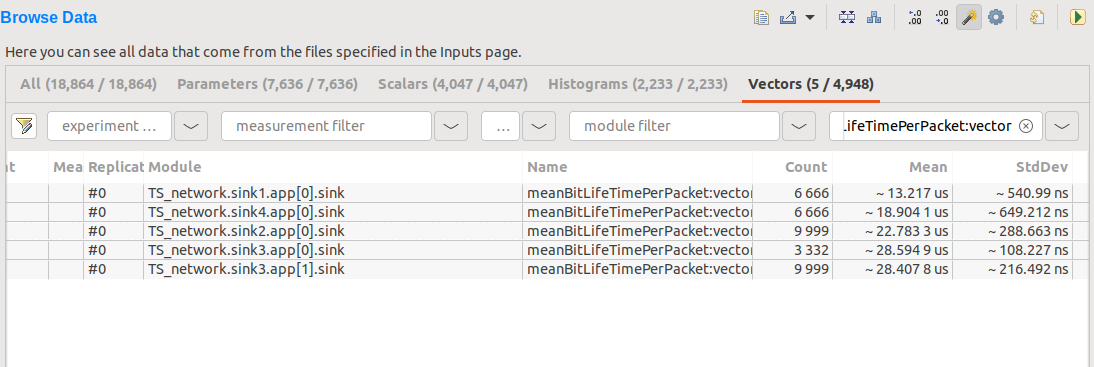 Browse Data
Here you can see all data that come from the files specified in the Inputs page.
All (18,864 / 18,864) Parameters (7,636 / 7,636) Scalars (4,047 / 4,047) Histograms (2,233 / 2,233) Vectors (5 / 4,948)
experiment ... measurement filter ... module filter ifeTimePerPacket:vector
nt Mea Replicat Module Name Count Mean StdDev
#0 TS_network.sink1.app[0].sink meanBitLifeTimePerPacket:vector 6 666 ~ 13.217 us ~ 540.99 ns
#0 TS_network.sink4.app[0].sink meanBitLifeTimePerPacket:vector 6 666 ~ 18.904 1 us ~ 649.212 ns
#0 TS_network.sink2.app[0].sink meanBitLifeTimePerPacket:vector 9 999 ~ 22.783 3 us ~ 288.663 ns
#0 TS_network.sink3.app[0].sink meanBitLifeTimePerPacket:vector 3 332 ~ 28.594 9 us ~ 108.227 ns
#0 TS_network.sink3.app[1].sink meanBitLifeTimePerPacket:vector 9 999 ~ 28.407 8 us ~ 216.492 ns